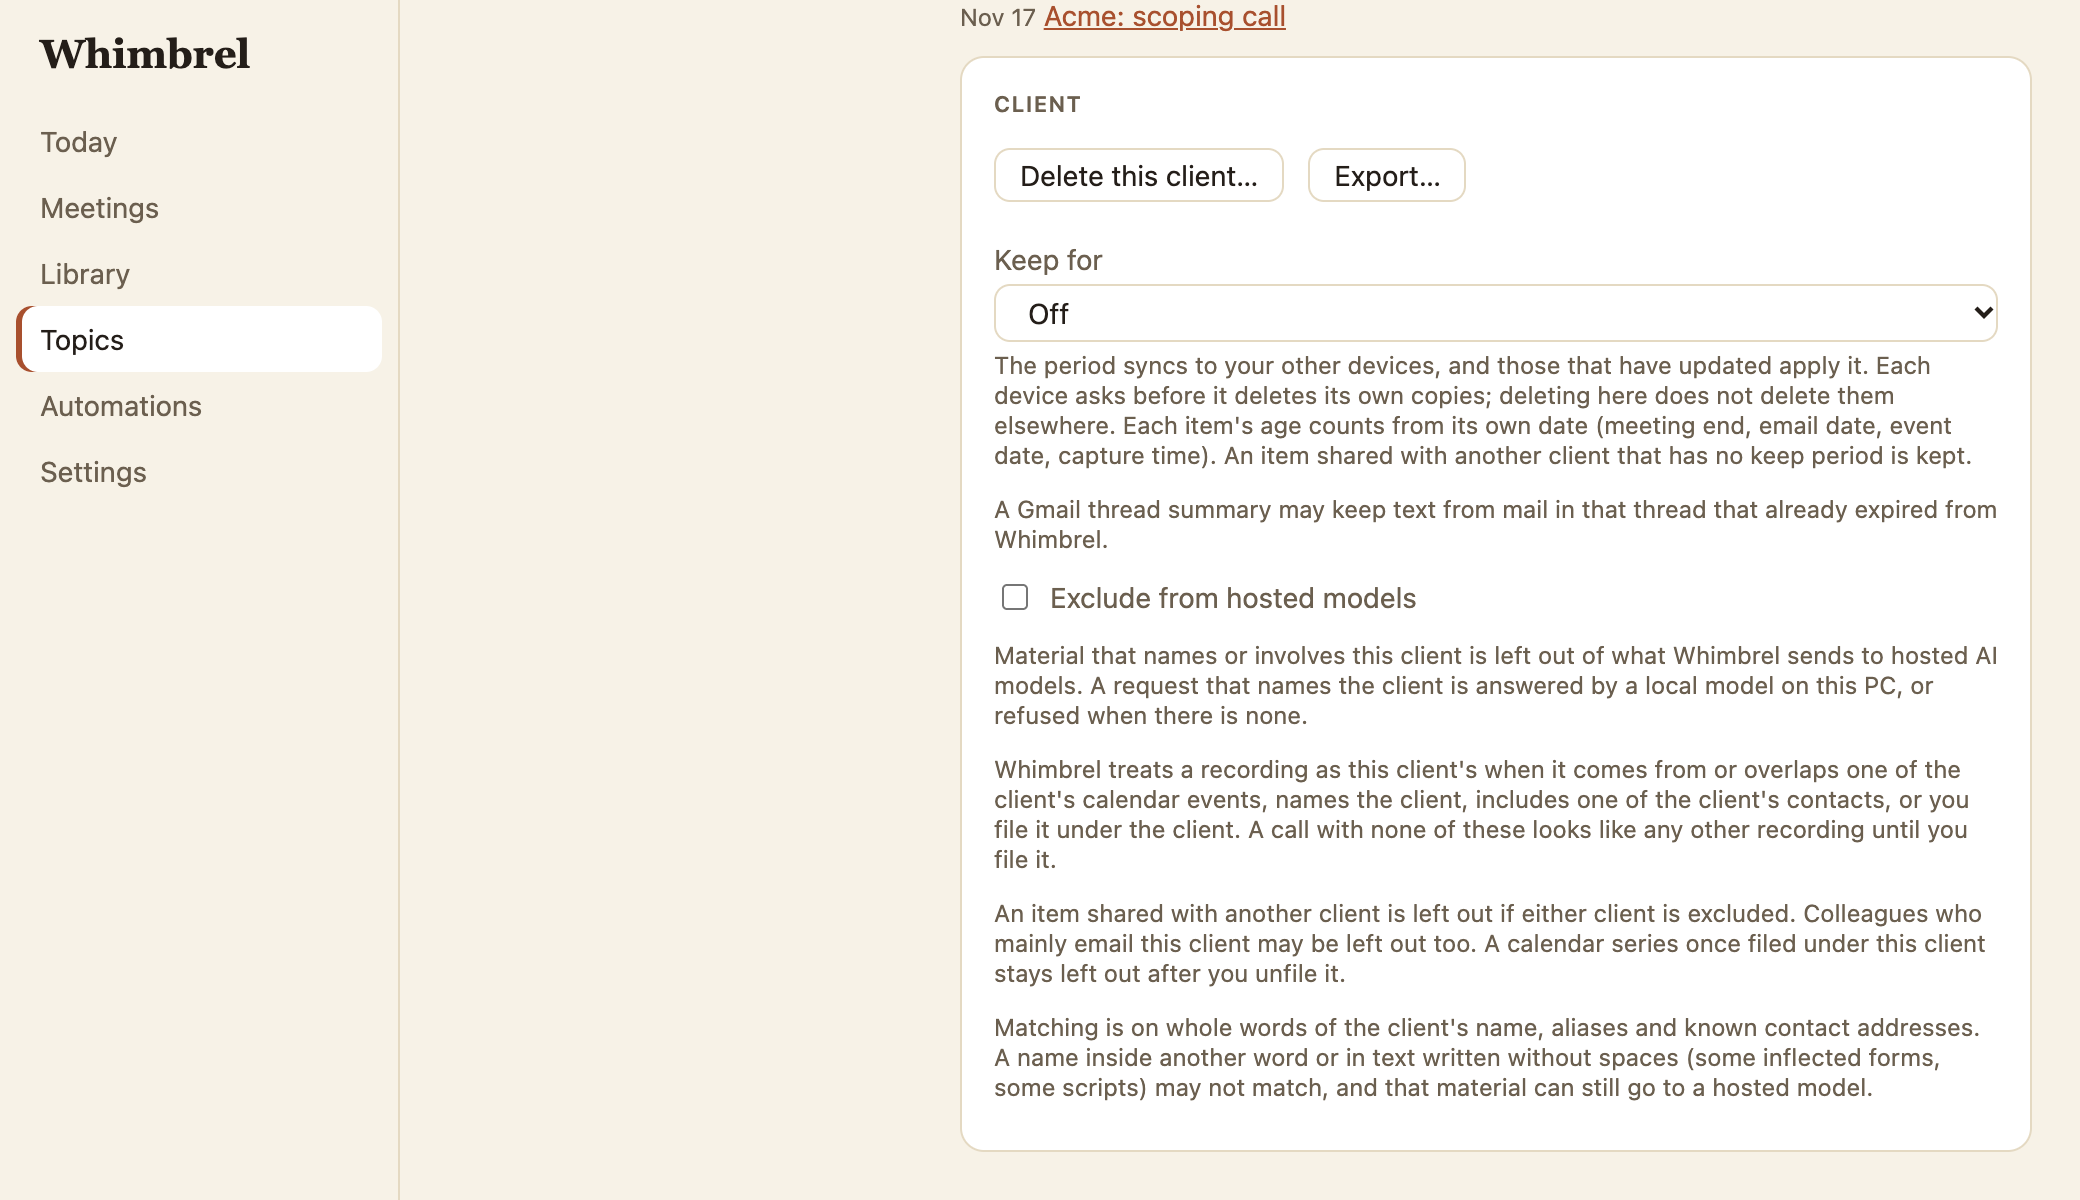 Whimbrel
Today
Meetings
Library
Topics
Automations
Settings
Nov 17 Acme: scoping call
CLIENT
Delete this client...
Export...
Keep for
Off
The period syncs to your other devices, and those that have updated apply it. Each
device asks before it deletes its own copies; deleting here does not delete them
elsewhere. Each item's age counts from its own date (meeting end, email date, event
date, capture time). An item shared with another client that has no keep period is kept.
A Gmail thread summary may keep text from mail in that thread that already expired from
Whimbrel.
Exclude from hosted models
Material that names or involves this client is left out of what Whimbrel sends to hosted AI
models. A request that names the client is answered by a local model on this PC, or
refused when there is none.
Whimbrel treats a recording as this client's when it comes from or overlaps one of the
client's calendar events, names the client, includes one of the client's contacts, or you
file it under the client. A call with none of these looks like any other recording until you
file it.
An item shared with another client is left out if either client is excluded. Colleagues who
mainly email this client may be left out too. A calendar series once filed under this client
stays left out after you unfile it.
Matching is on whole words of the client's name, aliases and known contact addresses.
A name inside another word or in text written without spaces (some inflected forms,
some scripts) may not match, and that material can still go to a hosted model.